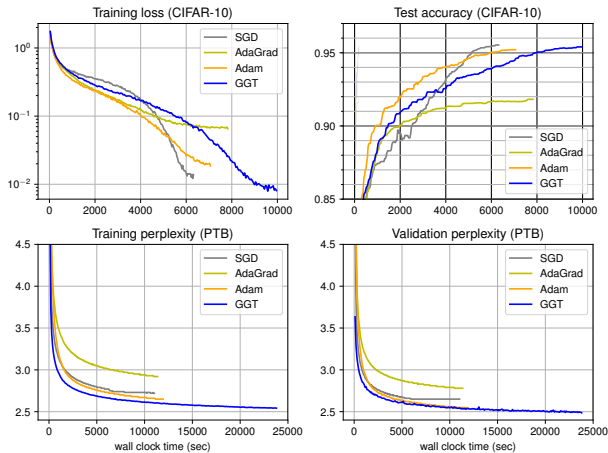 Training loss (CIFAR-10)
10⁰
10⁻¹
10⁻²
0 2000 4000 6000 8000 10000
SGD
AdaGrad
Adam
GGT
Test accuracy (CIFAR-10)
0.95
0.90
0.85
0 2000 4000 6000 8000 10000
SGD
AdaGrad
Adam
GGT
Training perplexity (PTB)
4.5
4.0
3.5
3.0
2.5
0 5000 10000 15000 20000 25000
wall clock time (sec)
SGD
AdaGrad
Adam
GGT
Validation perplexity (PTB)
4.5
4.0
3.5
3.0
2.5
0 5000 10000 15000 20000 25000
wall clock time (sec)
SGD
AdaGrad
Adam
GGT